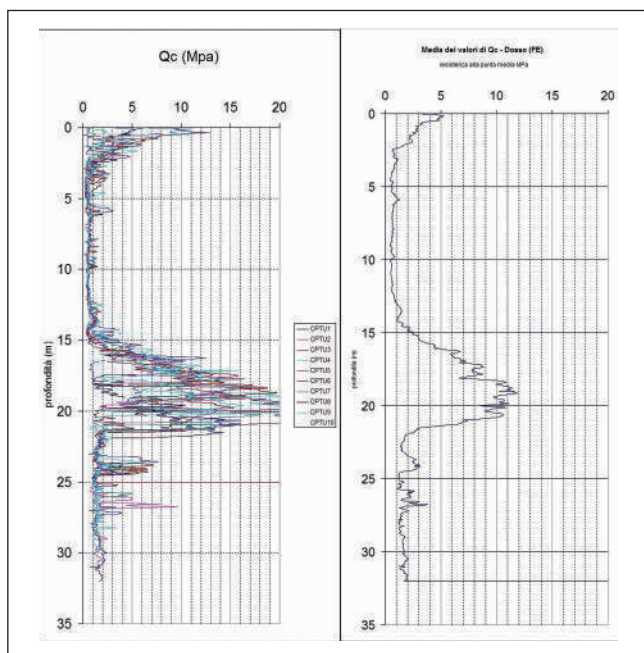 Qc (Mpa)
0 5 10 15 20
0
5
10
15
20
25
30
35
profondità (m)
CPTU1
CPTU2
CPTU3
CPTU4
CPTU5
CPTU6
CPTU7
CPTU8
CPTU9
CPTU10
Media dei valori di Qc - Dosso (FE)
resistenza alla punta media MPa
0 5 10 15 20
0
5
10
15
20
25
30
35
profondità (m)